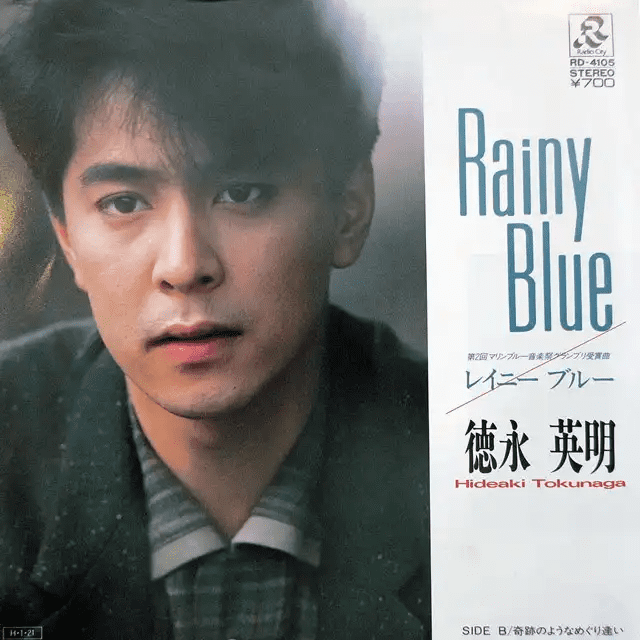 Radio City
RD-4105
STEREO
¥700
Rainy
Blue
第2回マリンブルー音楽祭グランプリ受賞曲
レイニー ブルー
徳永 英明
Hideaki Tokunaga
SIDE B/奇跡のようなめぐり逢い
H・1・21